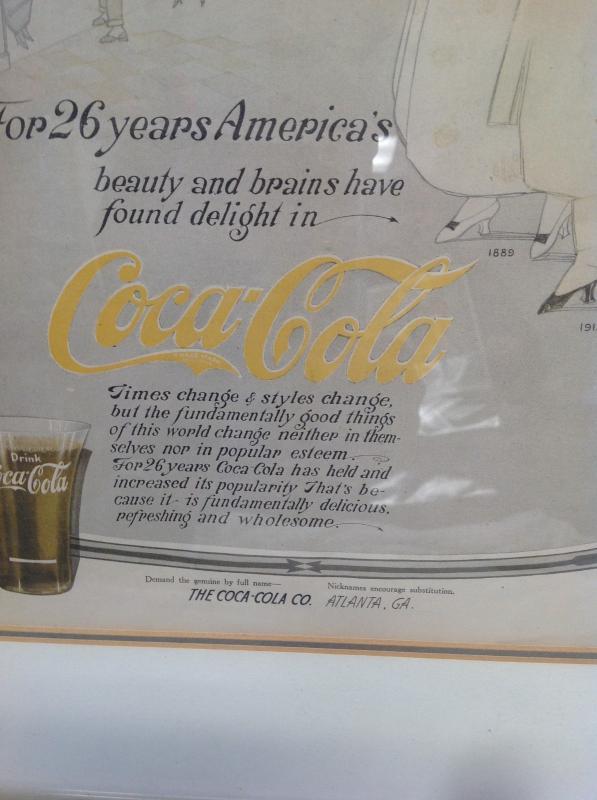 For 26 years America's
beauty and brains have
found delight in
1889
Coca-Cola
TRADE MARK
Times change & styles change,
but the fundamentally good things
of this world change neither in them-
selves nor in popular esteem.
For 26 years Coca Cola has held and
increased its popularity That's be-
cause it - is fundamentally delicious,
refreshing and wholesome.
Drink
Coca-Cola
Demand the genuine by full name—
Nicknames encourage substitution.
THE COCA-COLA CO. ATLANTA, GA.